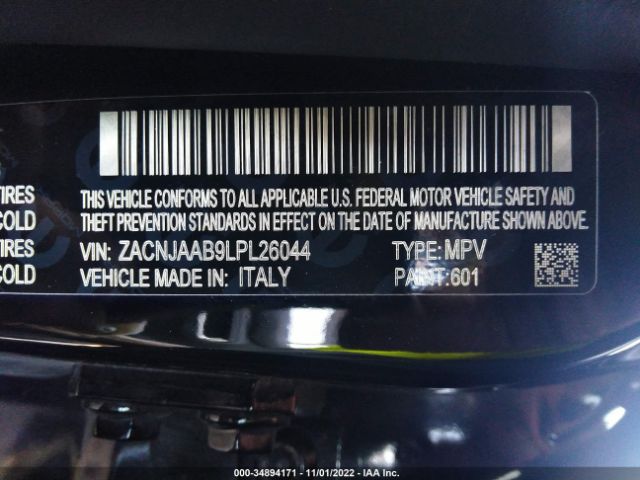 TIRES
COLD
TIRES
COLD
THIS VEHICLE CONFORMS TO ALL APPLICABLE U.S. FEDERAL MOTOR VEHICLE SAFETY AND
THEFT PREVENTION STANDARDS IN EFFECT ON THE DATE OF MANUFACTURE SHOWN ABOVE.
VIN: ZACNJAAB9LPL26044 TYPE: MPV
VEHICLE MADE IN: ITALY PAINT:601
000-34894171 - 11/01/2022 - IAA Inc.